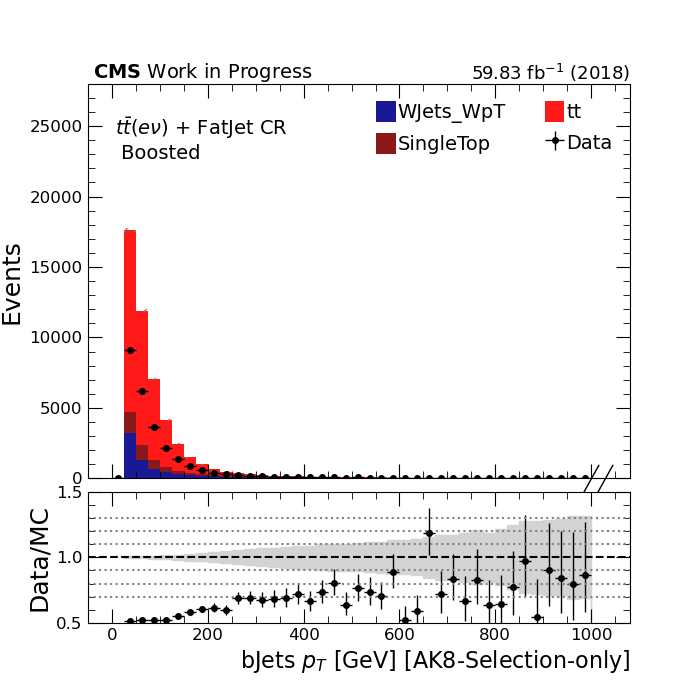 CMS Work in Progress 59.83 fb⁻¹ (2018)
tt̄(eν) + FatJet CR
Boosted
WJets_WpT tt
SingleTop Data
Events
25000
20000
15000
10000
5000
0
Data/MC
1.5
1.0
0.5
0 200 400 600 800 1000
bJets p_T [GeV] [AK8-Selection-only]